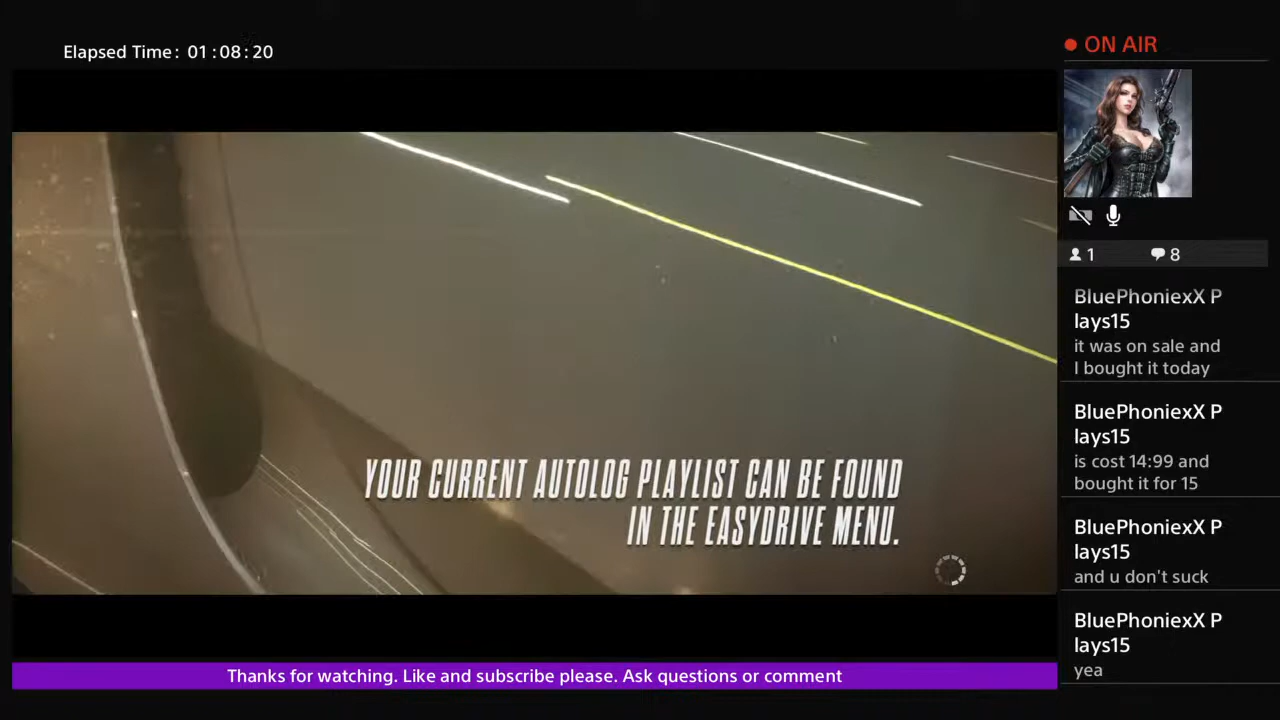 Elapsed Time: 01:08:20
ON AIR
1
8
BluePhoniexX P
lays15
it was on sale and
I bought it today
BluePhoniexX P
lays15
is cost 14:99 and
bought it for 15
BluePhoniexX P
lays15
and u don't suck
BluePhoniexX P
lays15
yea
YOUR CURRENT AUTOLOG PLAYLIST CAN BE FOUND
IN THE EASYDRIVE MENU.
Thanks for watching. Like and subscribe please. Ask questions or comment